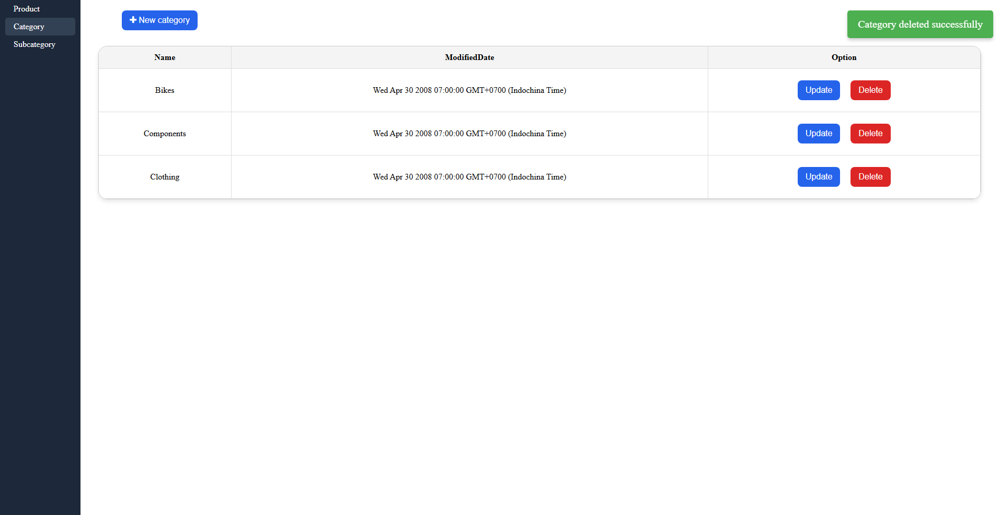 Product
Category
Subcategory
New category
Category deleted successfully
Name ModifiedDate Option
Bikes Wed Apr 30 2008 07:00:00 GMT+0700 (Indochina Time) Update Delete
Components Wed Apr 30 2008 07:00:00 GMT+0700 (Indochina Time) Update Delete
Clothing Wed Apr 30 2008 07:00:00 GMT+0700 (Indochina Time) Update Delete